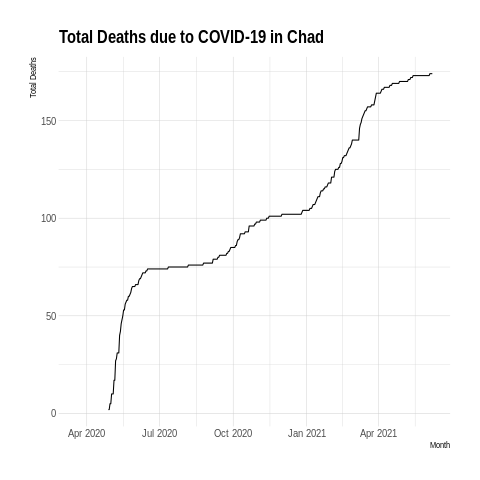 Total Deaths due to COVID-19 in Chad
Total Deaths
150
100
50
0
Apr 2020 Jul 2020 Oct 2020 Jan 2021 Apr 2021
Month